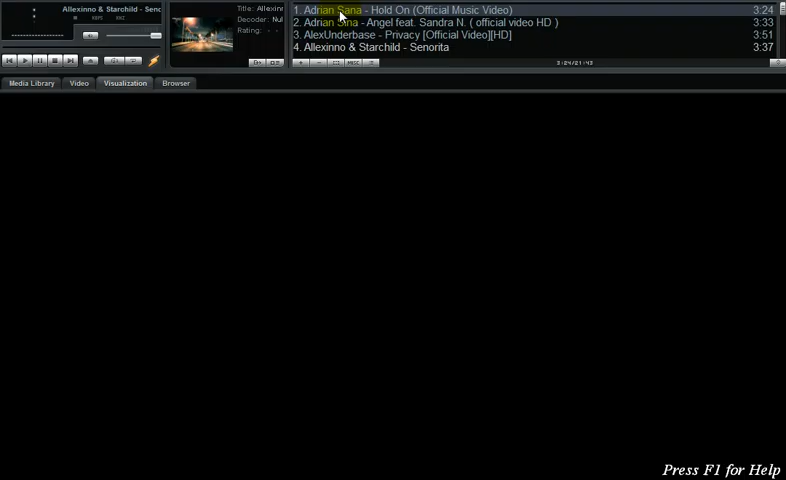 Allexinno & Starchild - Senc
Title: Allexinr
Decoder: Nul
Rating:
1. Adrian Sana - Hold On (Official Music Video) 3:24
2. Adrian Sina - Angel feat. Sandra N. ( official video HD ) 3:33
3. AlexUnderbase - Privacy [Official Video][HD] 3:51
4. Allexinno & Starchild - Senorita 3:37
MISC 3:24/21:43
Media Library Video Visualization Browser
Press F1 for Help